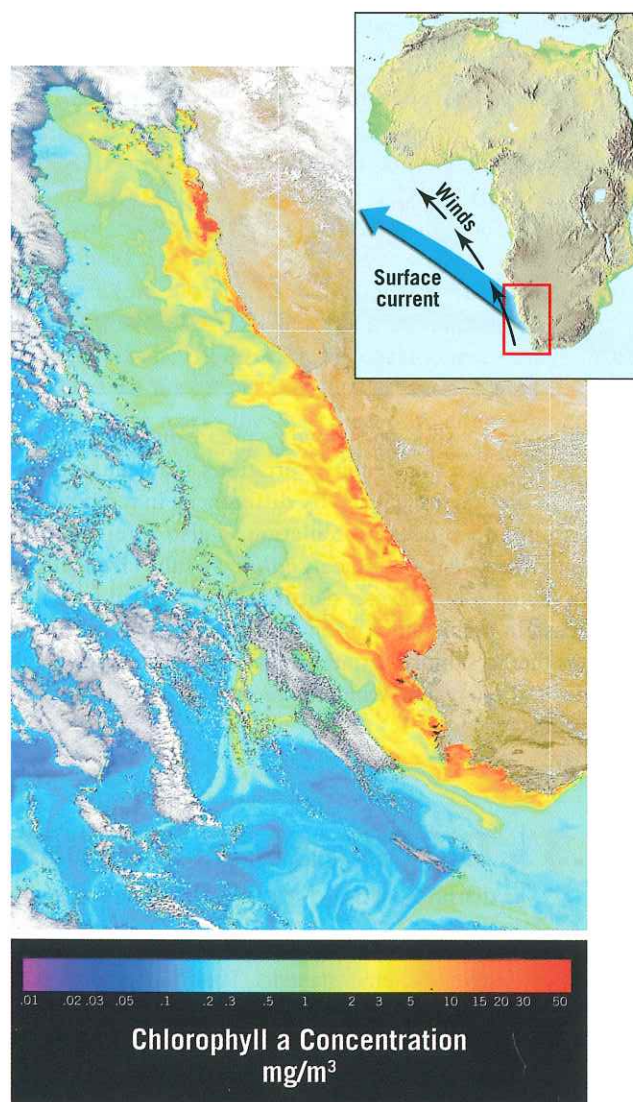 Winds
Surface
current
.01 .02 .03 .05 .1 .2 .3 .5 1 2 3 5 10 15 20 30 50
Chlorophyll a Concentration
mg/m³